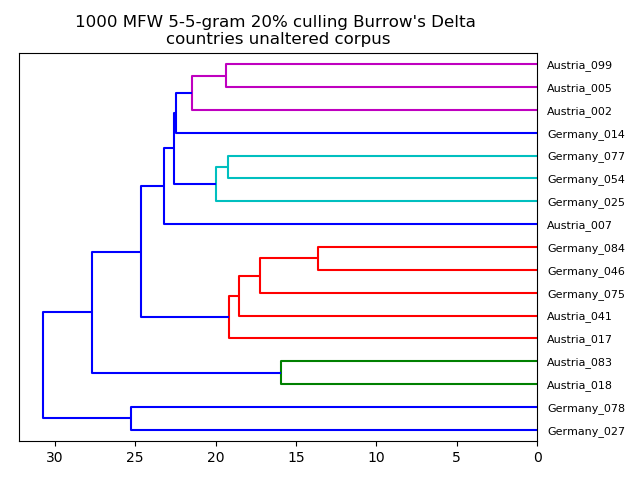 1000 MFW 5-5-gram 20% culling Burrow's Delta
countries unaltered corpus
Austria_099
Austria_005
Austria_002
Germany_014
Germany_077
Germany_054
Germany_025
Austria_007
Germany_084
Germany_046
Germany_075
Austria_041
Austria_017
Austria_083
Austria_018
Germany_078
Germany_027
30 25 20 15 10 5 0